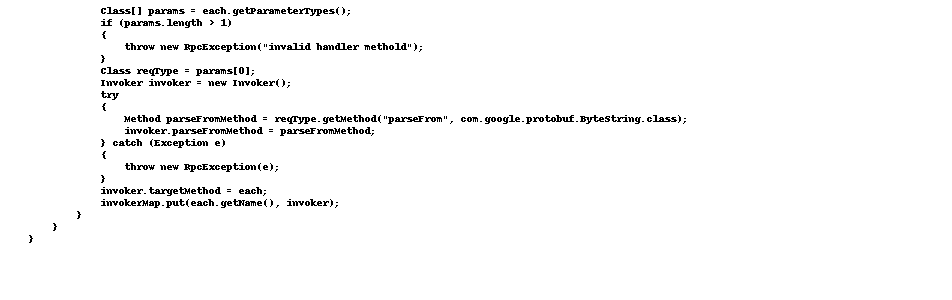 Class[] params = each.getParameterTypes();
if (params.length > 1)
{
throw new RpcException("invalid handler methold");
}
Class reqType = params[0];
Invoker invoker = new Invoker();
try
{
Method parseFromMethod = reqType.getMethod("parseFrom", com.google.protobuf.ByteString.class);
invoker.parseFromMethod = parseFromMethod;
} catch (Exception e)
{
throw new RpcException(e);
}
invoker.targetMethod = each;
invokerMap.put(each.getName(), invoker);
}
}
}